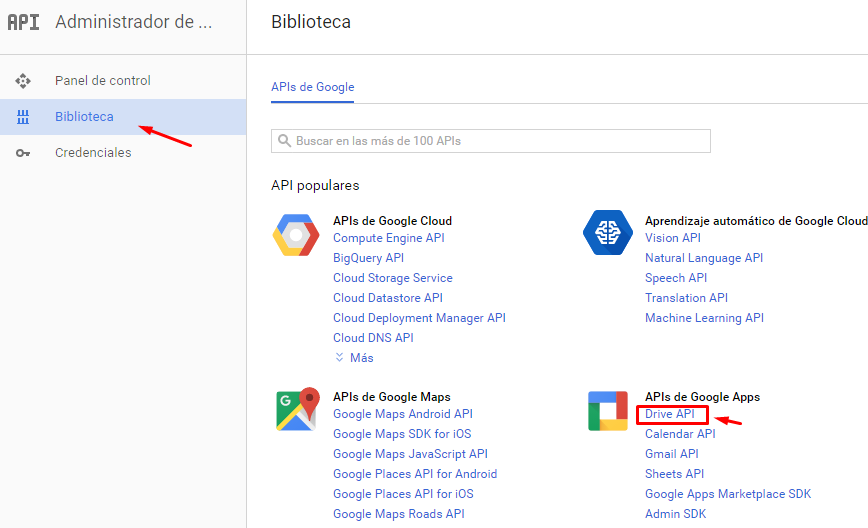 API Administrador de ...
Panel de control
Biblioteca
Credenciales
Biblioteca
APIs de Google
Buscar en las más de 100 APIs
API populares
APIs de Google Cloud
Compute Engine API
BigQuery API
Cloud Storage Service
Cloud Datastore API
Cloud Deployment Manager API
Cloud DNS API
Más
Aprendizaje automático de Google Cloud
Vision API
Natural Language API
Speech API
Translation API
Machine Learning API
G
APIs de Google Maps
Google Maps Android API
Google Maps SDK for iOS
Google Maps JavaScript API
Google Places API for Android
Google Places API for iOS
Google Maps Roads API
APIs de Google Apps
Drive API
Calendar API
Gmail API
Sheets API
Google Apps Marketplace SDK
Admin SDK